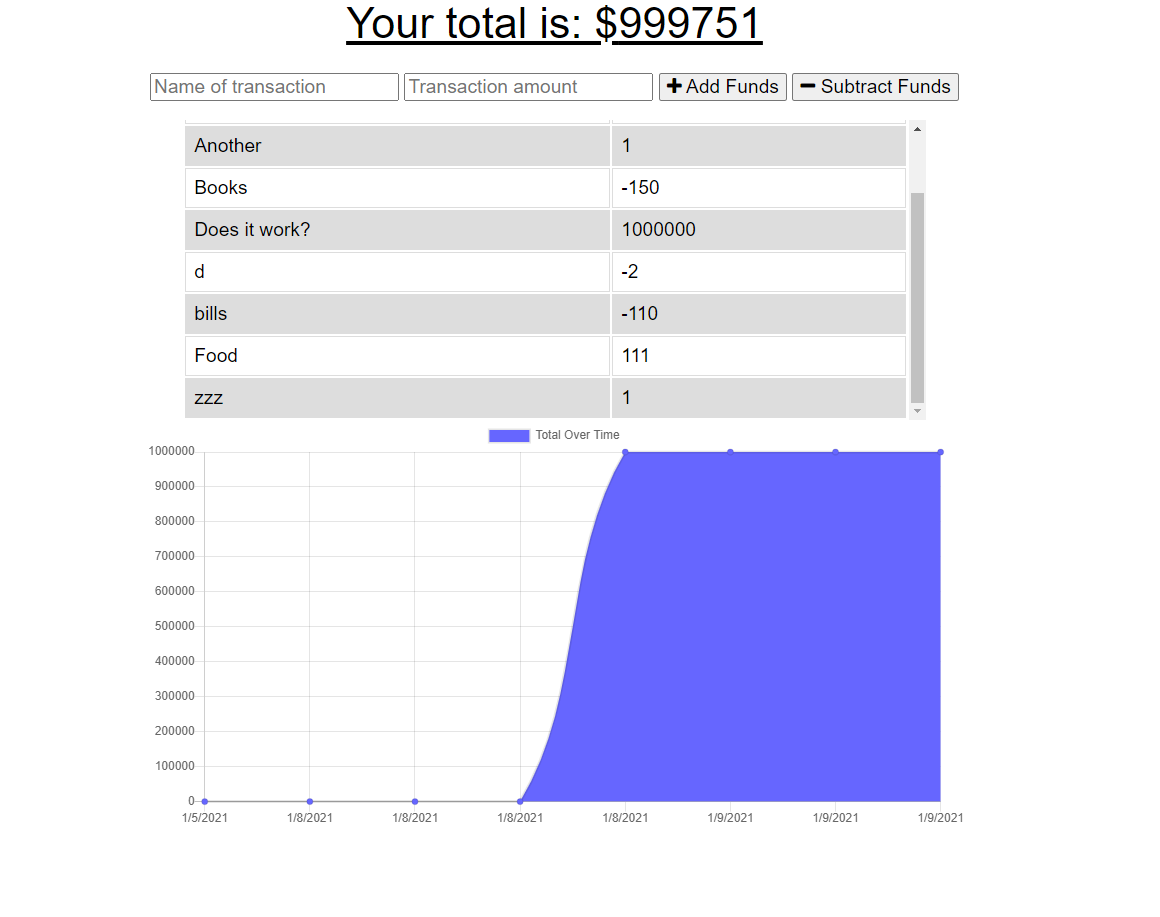 Your total is: $999751
Name of transaction Transaction amount Add Funds Subtract Funds
Another 1
Books -150
Does it work? 1000000
d -2
bills -110
Food 111
zzz 1
Total Over Time
1000000
900000
800000
700000
600000
500000
400000
300000
200000
100000
0
1/5/2021 1/8/2021 1/8/2021 1/8/2021 1/8/2021 1/9/2021 1/9/2021 1/9/2021